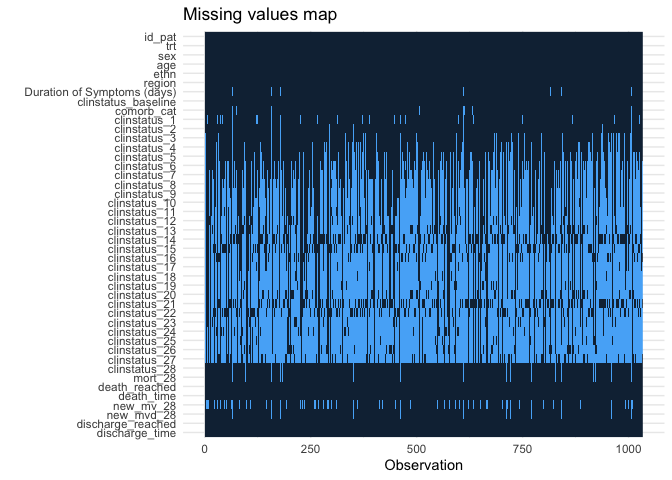 Missing values map
id_pat
trt
sex
age
ethn
region
Duration of Symptoms (days)
clinstatus_baseline
comorb_cat
clinstatus_1
clinstatus_2
clinstatus_3
clinstatus_4
clinstatus_5
clinstatus_6
clinstatus_7
clinstatus_8
clinstatus_9
clinstatus_10
clinstatus_11
clinstatus_12
clinstatus_13
clinstatus_14
clinstatus_15
clinstatus_16
clinstatus_17
clinstatus_18
clinstatus_19
clinstatus_20
clinstatus_21
clinstatus_22
clinstatus_23
clinstatus_24
clinstatus_25
clinstatus_26
clinstatus_27
clinstatus_28
mort_28
death_reached
death_time
new_mv_28
new_mvd_28
discharge_reached
discharge_time
0 250 500 750 1000
Observation